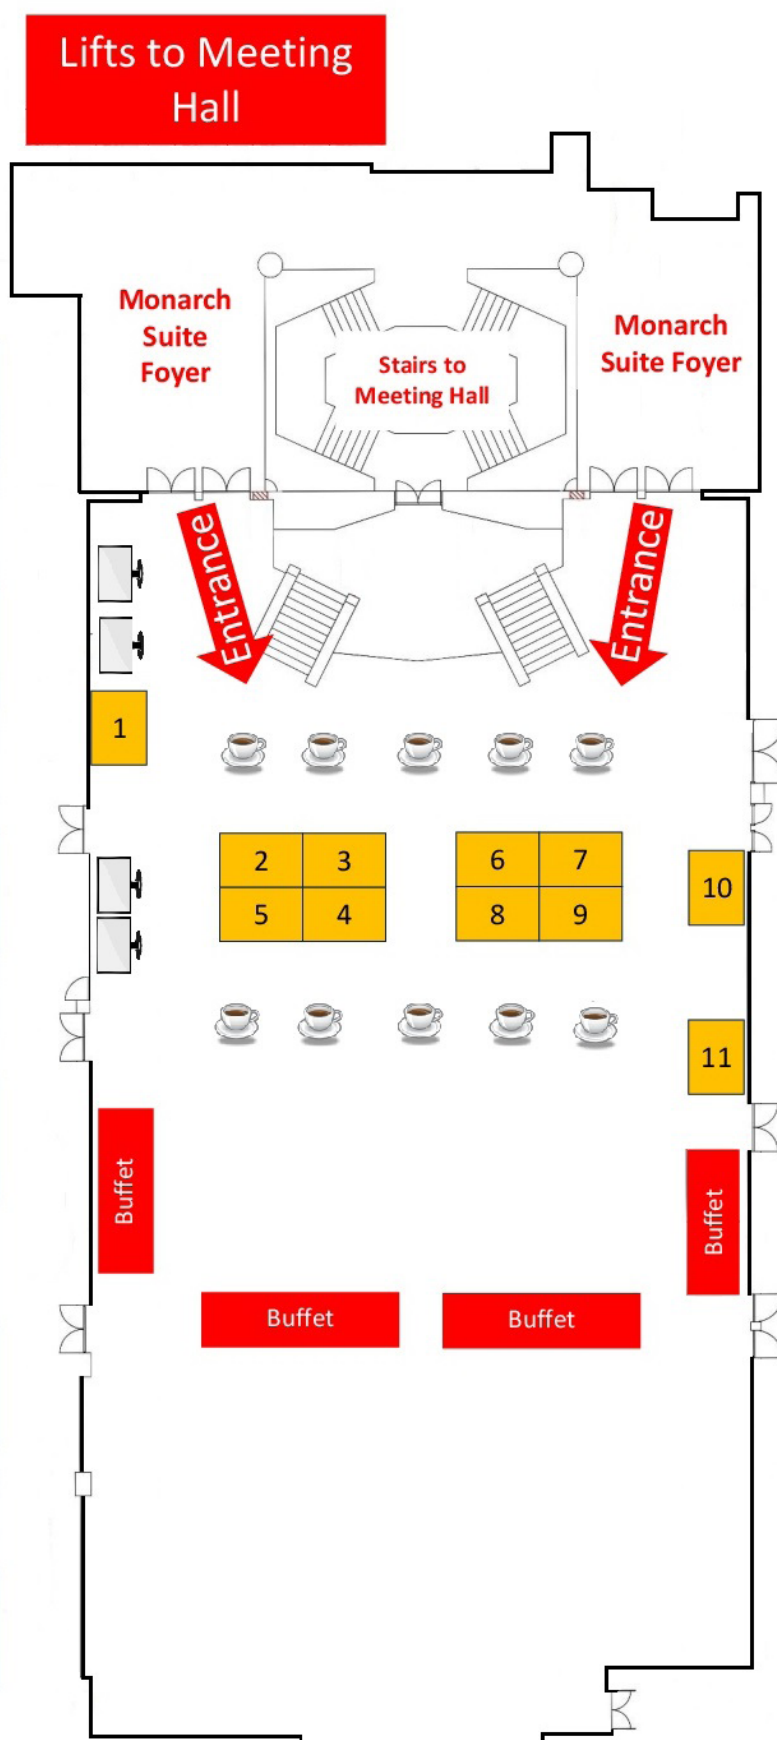 Lifts to Meeting
Hall
Monarch
Suite
Foyer
Stairs to
Meeting Hall
Monarch
Suite Foyer
Entrance
Entrance
1
2
3
5
4
6
7
8
9
10
11
Buffet
Buffet
Buffet
Buffet